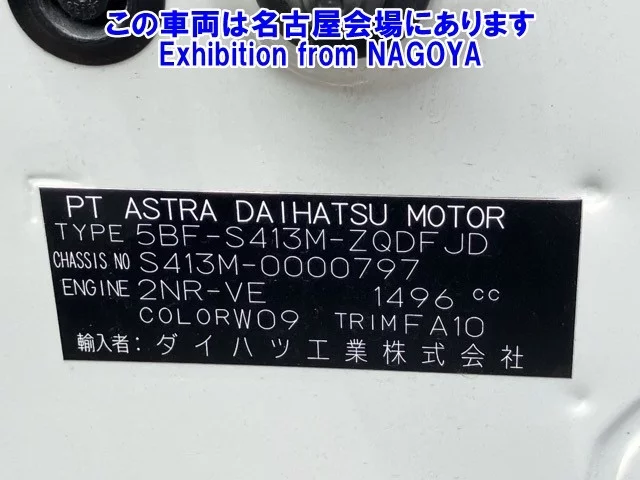 この車両は名古屋会場にあります
Exhibition from NAGOYA
PT ASTRA DAIHATSU MOTOR
TYPE 5BF-S413M-ZQDFJD
CHASSIS NO S413M-0000797
ENGINE 2NR-VE 1496 cc
COLOR W09 TRIM FA10
輸入者: ダイハツ工業株式会社